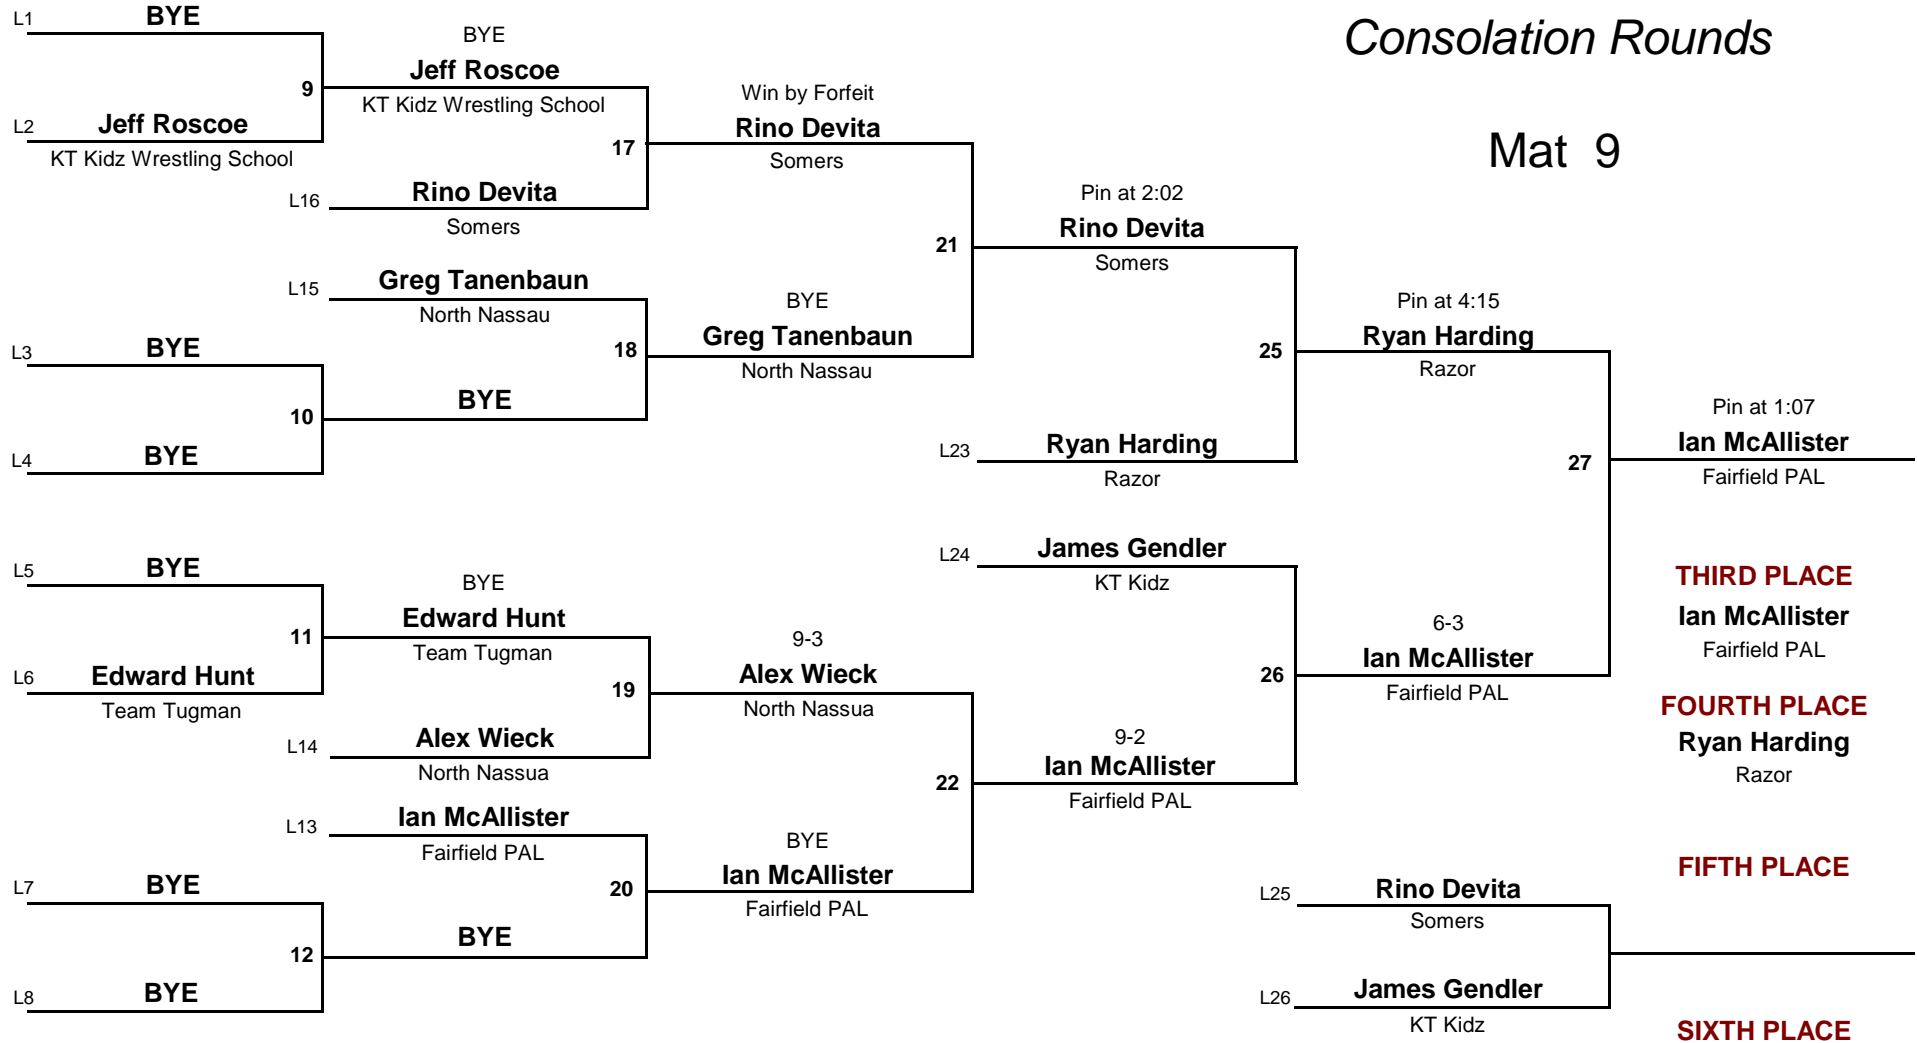 Consolation Rounds
Mat 9
L1
BYE
9
L2
Jeff Roscoe
KT Kidz Wrestling School
BYE
Jeff Roscoe
KT Kidz Wrestling School
17
L16
Rino Devita
Somers
Win by Forfeit
Rino Devita
Somers
21
L15
Greg Tanenbaun
North Nassau
18
L3
BYE
10
L4
BYE
BYE
BYE
Greg Tanenbaun
North Nassau
Pin at 2:02
Rino Devita
Somers
25
L23
Ryan Harding
Razor
Pin at 4:15
Ryan Harding
Razor
27
Pin at 1:07
Ian McAllister
Fairfield PAL
L5
BYE
11
L6
Edward Hunt
Team Tugman
BYE
Edward Hunt
Team Tugman
19
L14
Alex Wieck
North Nassua
9-3
Alex Wieck
North Nassua
22
L13
Ian McAllister
Fairfield PAL
20
L7
BYE
12
L8
BYE
BYE
BYE
Ian McAllister
Fairfield PAL
L24
James Gendler
KT Kidz
26
9-2
Ian McAllister
Fairfield PAL
6-3
Ian McAllister
Fairfield PAL
THIRD PLACE
Ian McAllister
Fairfield PAL
FOURTH PLACE
Ryan Harding
Razor
FIFTH PLACE
L25
Rino Devita
Somers
L26
James Gendler
KT Kidz
SIXTH PLACE